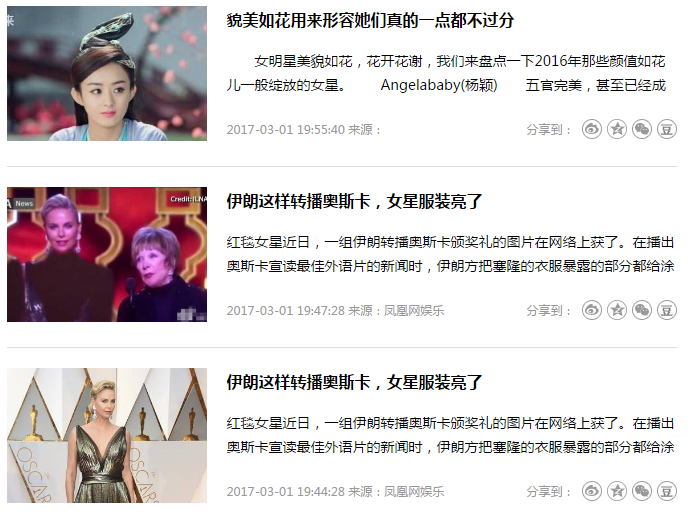 来
貌美如花用来形容她们真的一点都不过分
女明星美貌如花，花开花谢，我们来盘点一下2016年那些颜值如花
儿一般绽放的女星。 Angelababy(杨颖) 五官完美，甚至已经成
2017-03-01 19:55:40 来源：
分享到：
豆
A News
Credit:ILNA
伊朗这样转播奥斯卡，女星服装亮了
红毯女星近日，一组伊朗转播奥斯卡颁奖礼的图片在网络上获了。在播出
奥斯卡宣读最佳外语片的新闻时，伊朗方把塞隆的衣服暴露的部分都给涂
2017-03-01 19:47:28 来源：凤凰网娱乐
分享到：
豆
OSCARS
OSCARS
伊朗这样转播奥斯卡，女星服装亮了
红毯女星近日，一组伊朗转播奥斯卡颁奖礼的图片在网络上获了。在播出
奥斯卡宣读最佳外语片的新闻时，伊朗方把塞隆的衣服暴露的部分都给涂
2017-03-01 19:44:28 来源：凤凰网娱乐
分享到：
豆